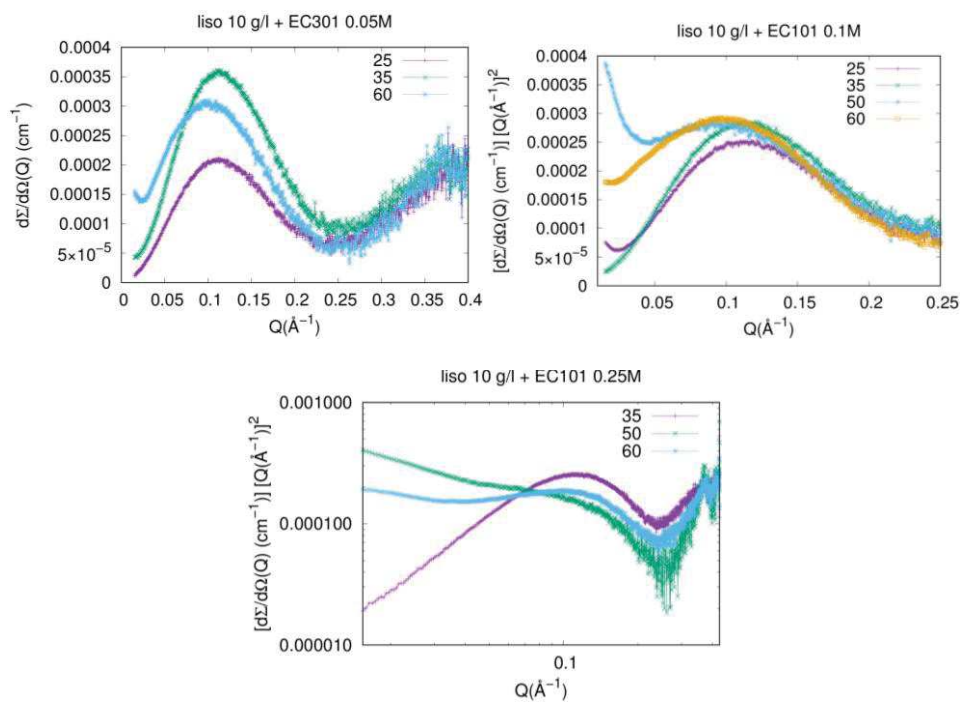 liso 10 g/l + EC301 0.05M
dΣ/dΩ(Q) (cm⁻¹)
0.0004
0.00035
0.0003
0.00025
0.0002
0.00015
0.0001
5×10⁻⁵
0
25
35
60
0 0.05 0.1 0.15 0.2 0.25 0.3 0.35 0.4
Q(Å⁻¹)
liso 10 g/l + EC101 0.1M
[dΣ/dΩ(Q) (cm⁻¹)] [Q(Å⁻¹)]²
0.0004
0.00035
0.0003
0.00025
0.0002
0.00015
0.0001
5×10⁻⁵
0
25
35
50
60
0.05 0.1 0.15 0.2 0.25
Q(Å⁻¹)
liso 10 g/l + EC101 0.25M
[dΣ/dΩ(Q) (cm⁻¹)] [Q(Å⁻¹)]²
0.001000
0.000100
0.000010
35
50
60
0.1
Q(Å⁻¹)